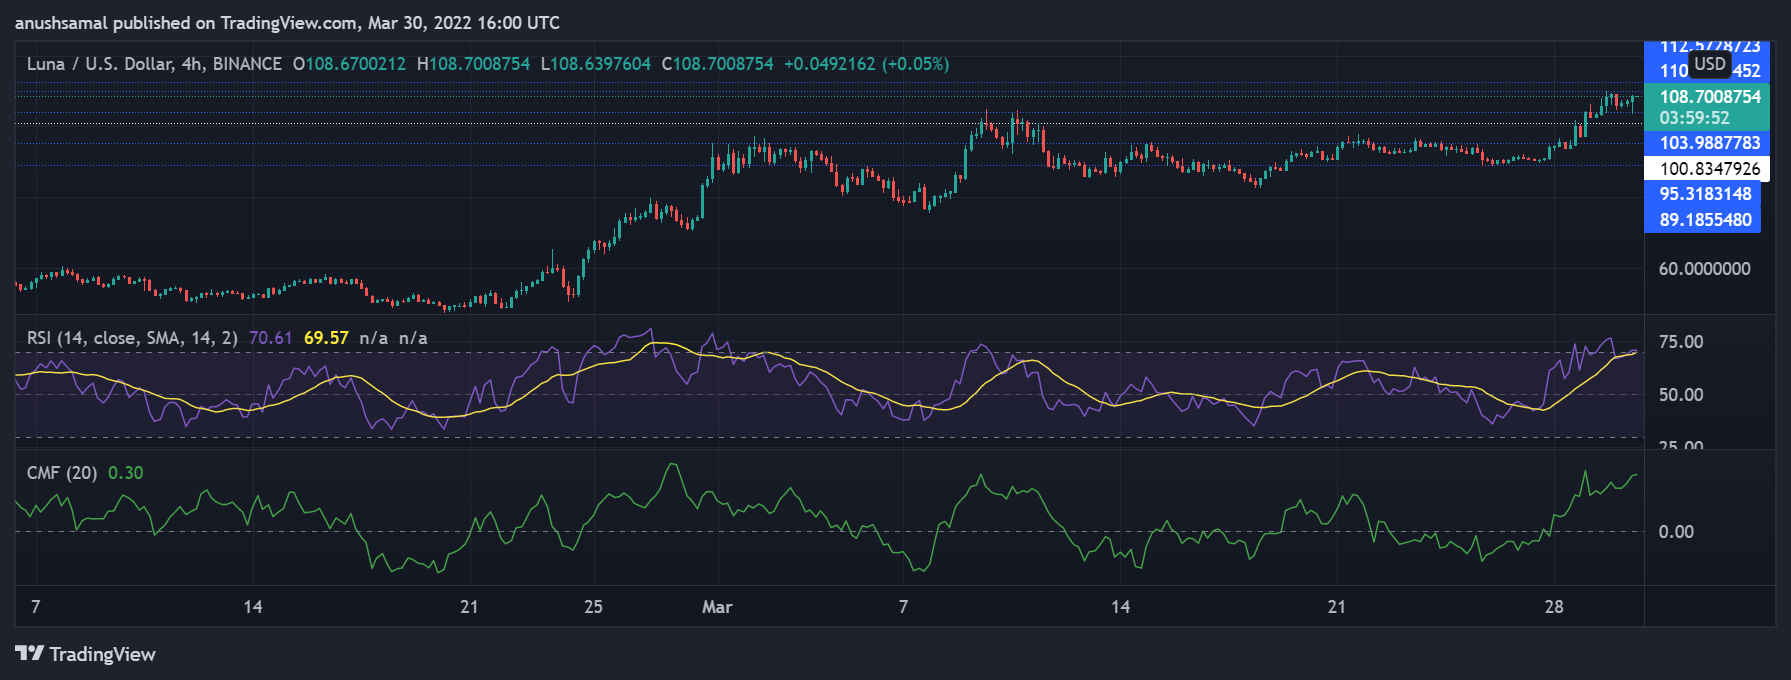 anushsamal published on TradingView.com, Mar 30, 2022 16:00 UTC
Luna / U.S. Dollar, 4h, BINANCE O108.6700212 H108.7008754 L108.6397604 C108.7008754 +0.0492162 (+0.05%)
112.5728723
110 452
USD
108.7008754
03:59:52
103.9887783
100.8347926
95.3183148
89.1855480
60.0000000
RSI (14, close, SMA, 14, 2) 70.61 69.57 n/a n/a
75.00
50.00
25.00
CMF (20) 0.30
0.00
7 14 21 25 Mar 7 14 21 28
TradingView